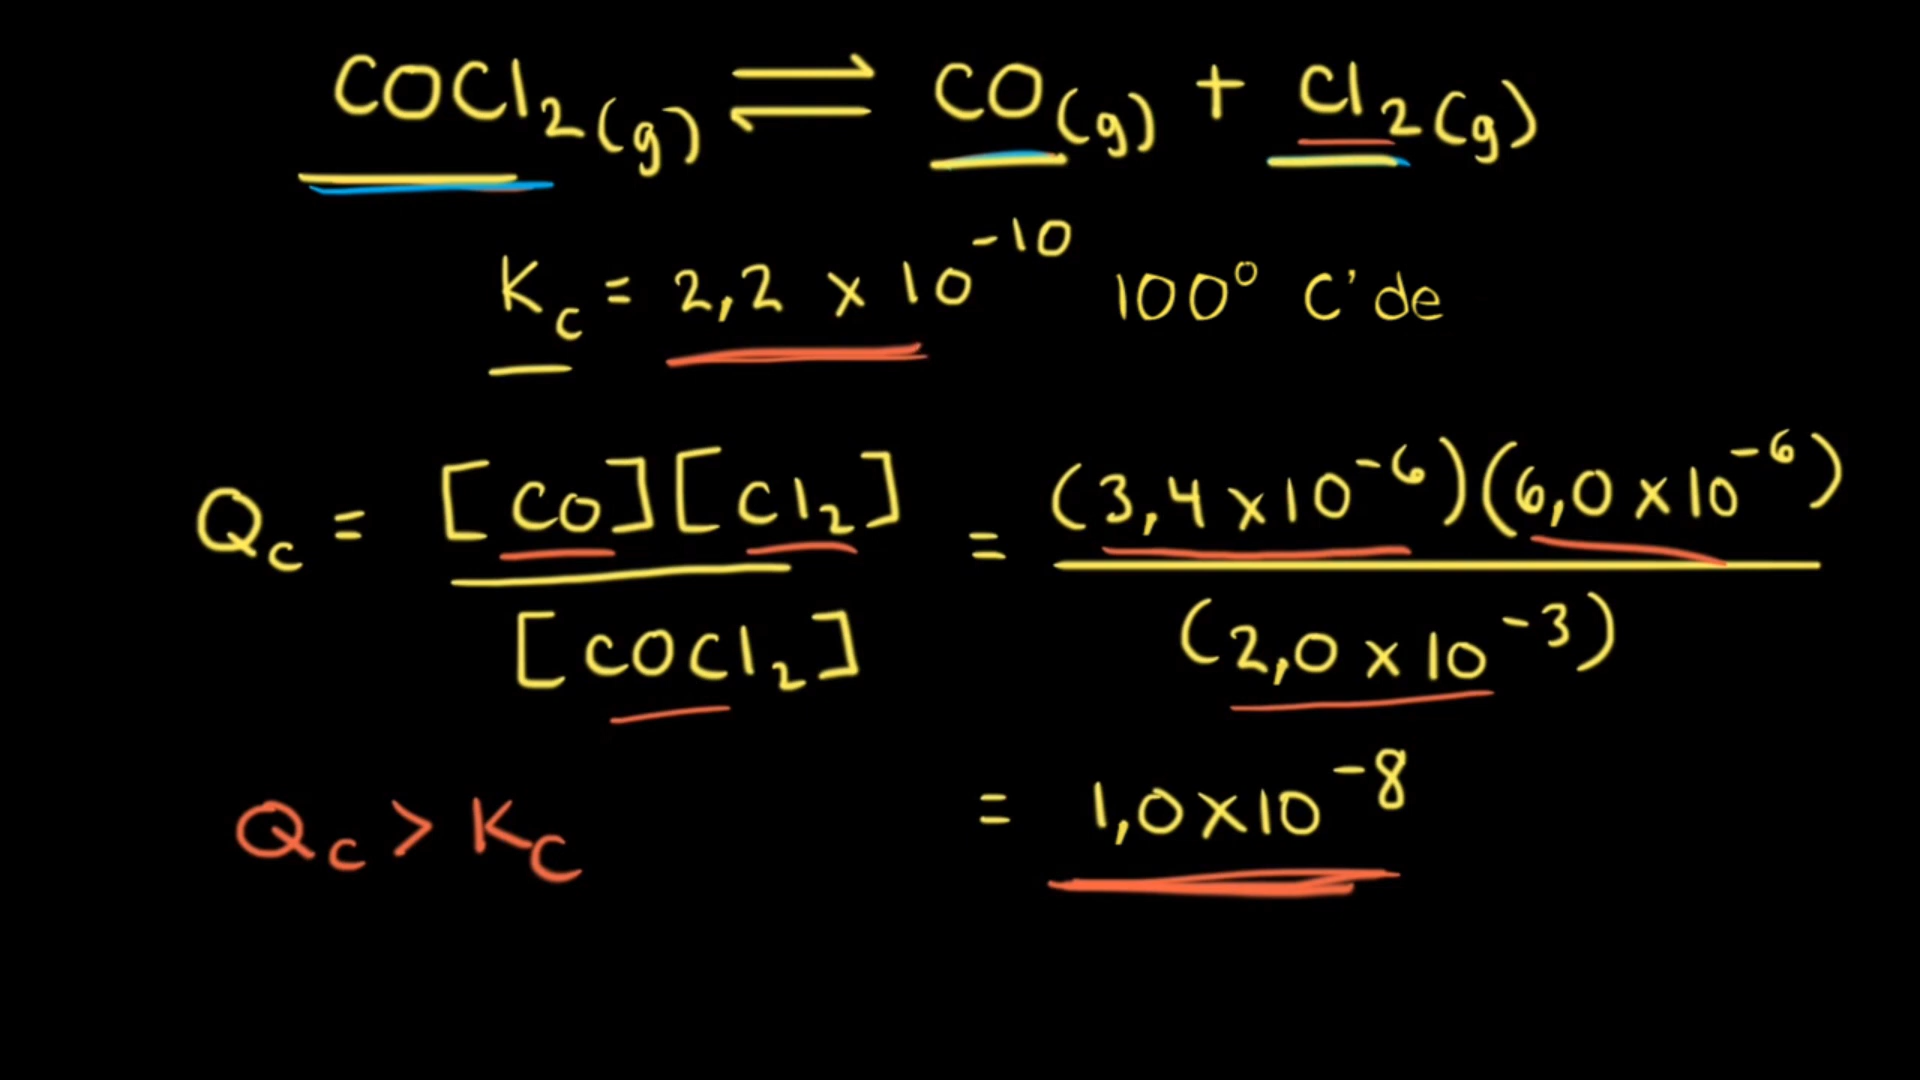 COCl₂(g) ⇌ CO(g) + Cl₂(g)
Kc = 2,2 x 10⁻¹⁰ 100° C'de
Qc = [CO][Cl₂] / [COCl₂] = (3,4 x 10⁻⁶)(6,0 x 10⁻⁶) / (2,0 x 10⁻³)
= 1,0 x 10⁻⁸
Qc > Kc